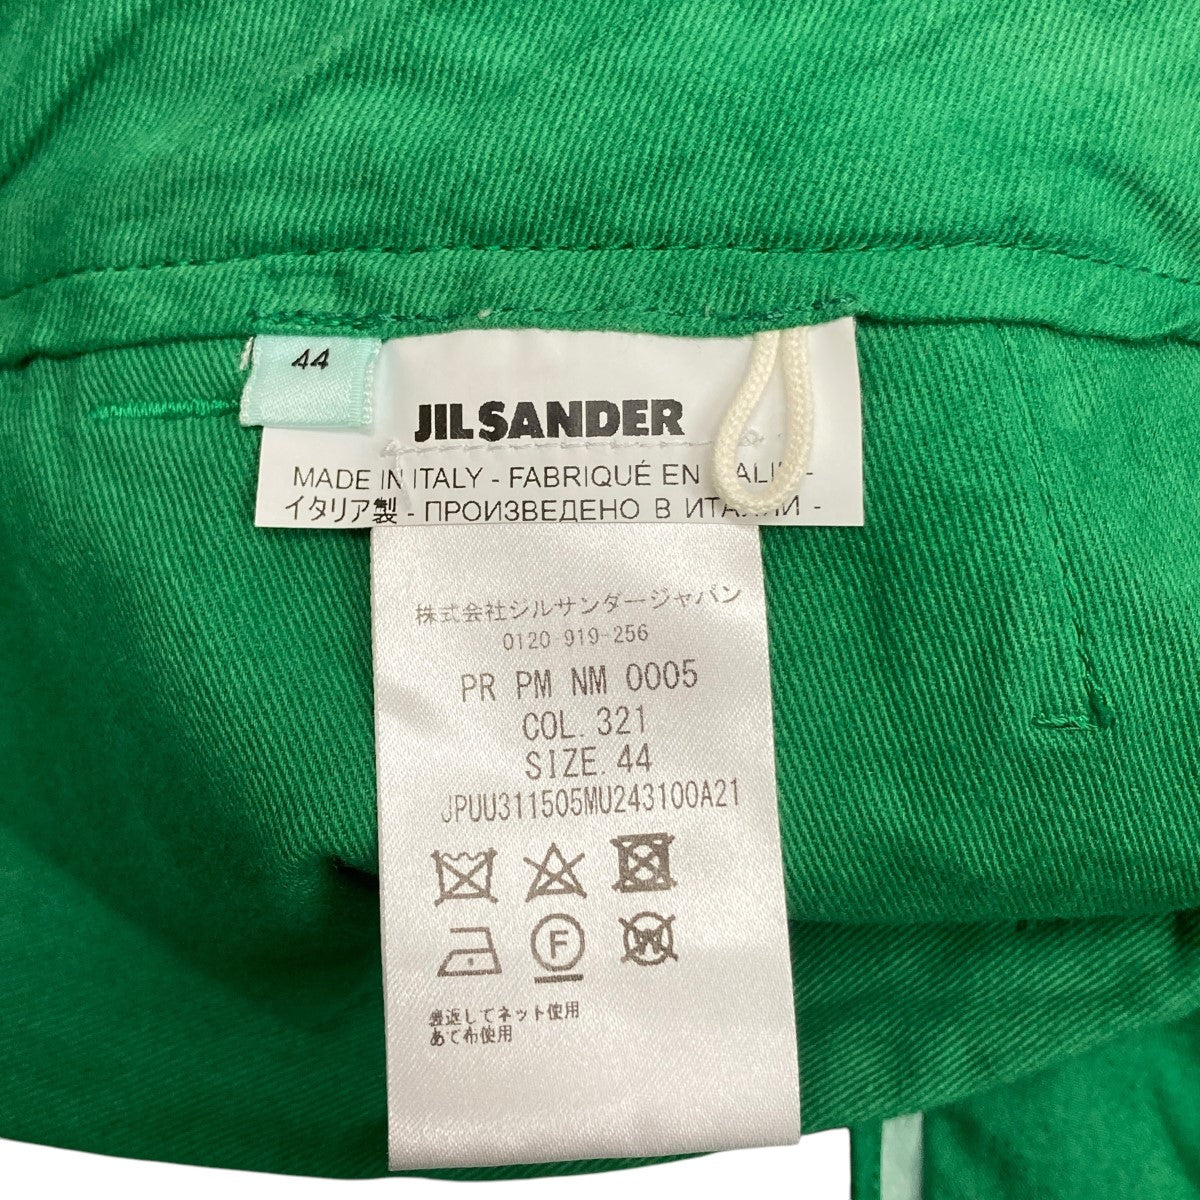 44
JIL SANDER
MADE IN ITALY - FABRIQUÉ EN
イタリア製 - ПРОИЗВЕДЕНО В ИТАЛИИ -
株式会社ジルサンダージャパン
0120 919-256
PR PM NM 0005
COL. 321
SIZE. 44
JPUU311505MU243100A21
F
W
裏返してネット使用
あて布使用